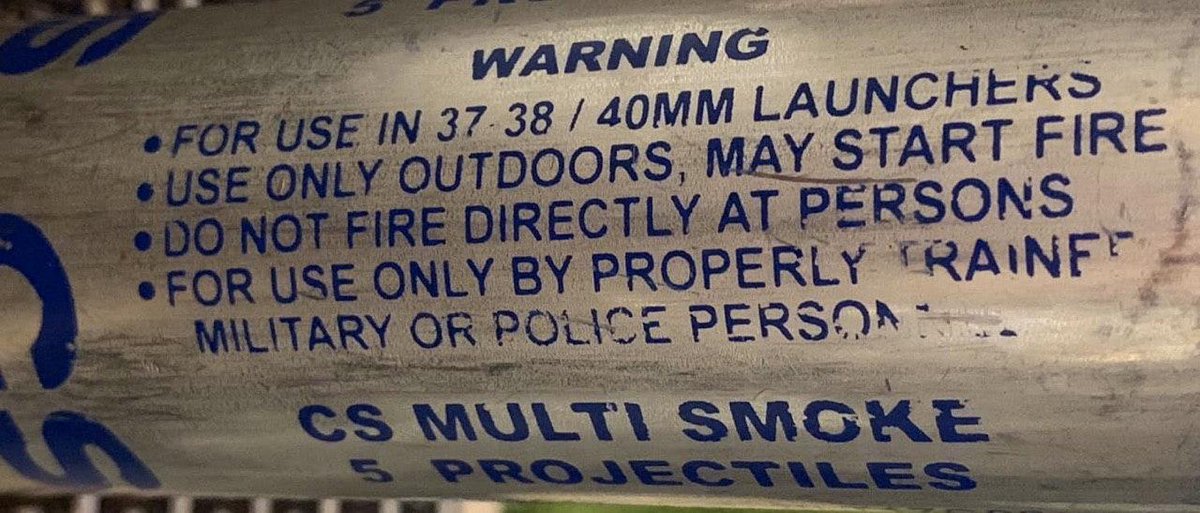 WARNING
• FOR USE IN 37-38 / 40MM LAUNCHERS
• USE ONLY OUTDOORS, MAY START FIRE
• DO NOT FIRE DIRECTLY AT PERSONS
• FOR USE ONLY BY PROPERLY
MILITARY OR POLICE
CS MULTI SMOKE
5 PROJECTILES